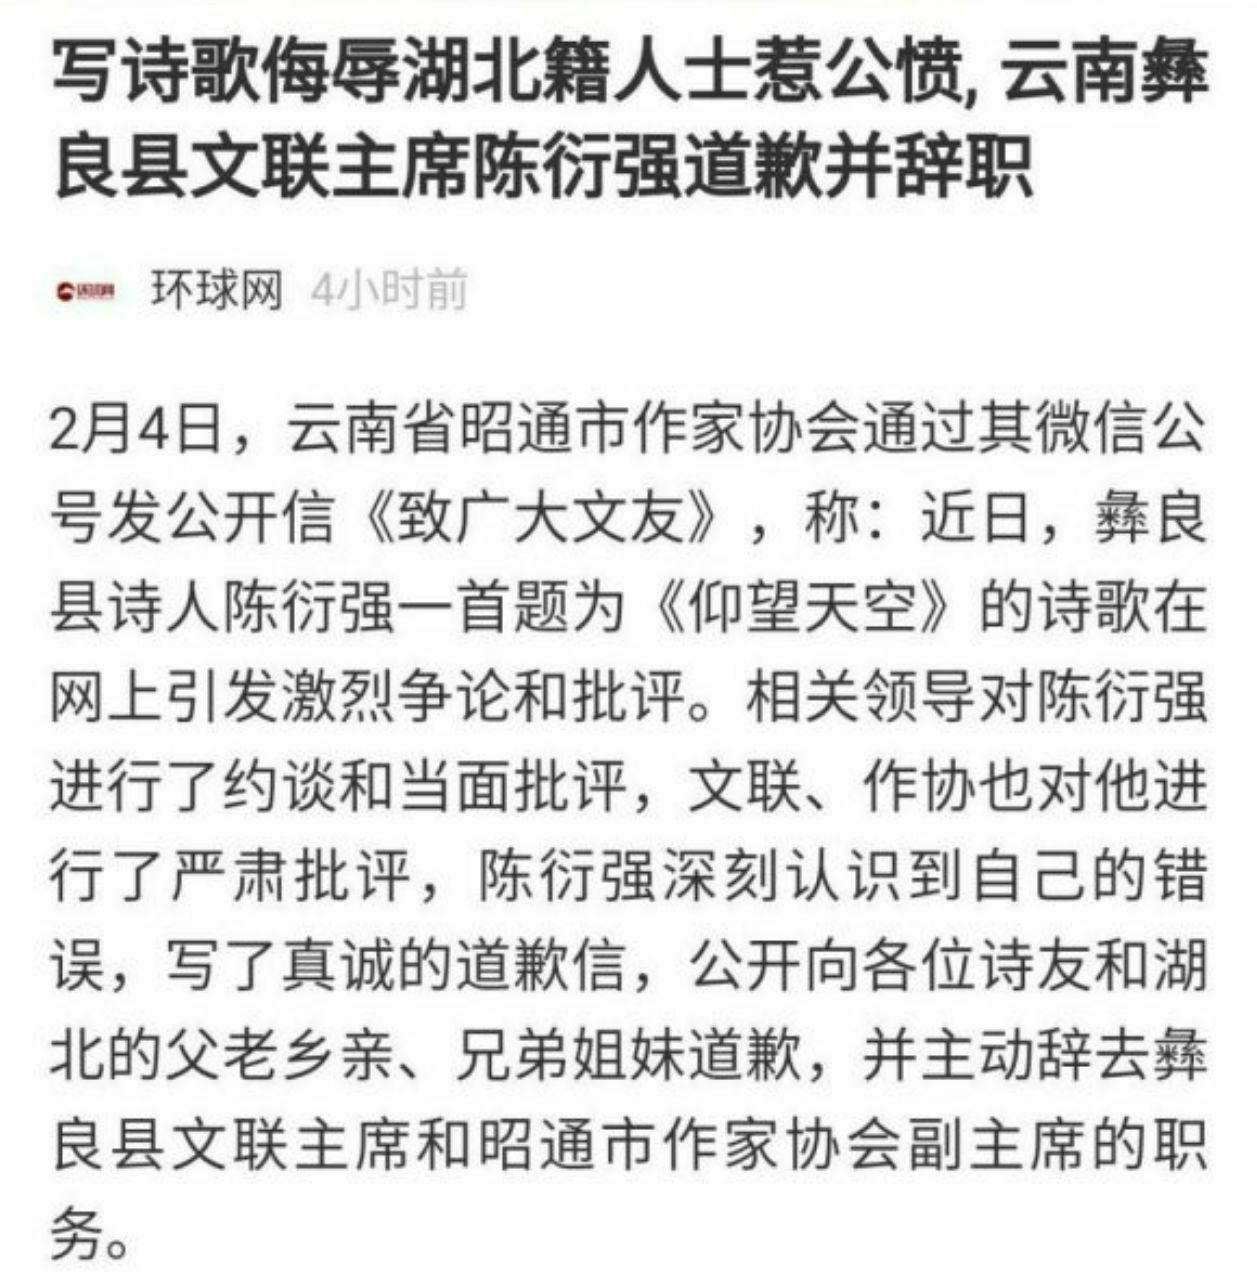 写诗歌侮辱湖北籍人士惹公愤, 云南彝
良县文联主席陈衍强道歉并辞职
环球网 4小时前
2月4日，云南省昭通市作家协会通过其微信公
号发公开信《致广大文友》，称：近日，彝良
县诗人陈衍强一首题为《仰望天空》的诗歌在
网上引发激烈争论和批评。相关领导对陈衍强
进行了约谈和当面批评，文联、作协也对他进
行了严肃批评，陈衍强深刻认识到自己的错
误，写了真诚的道歉信，公开向各位诗友和湖
北的父老乡亲、兄弟姐妹道歉，并主动辞去彝
良县文联主席和昭通市作家协会副主席的职
务。